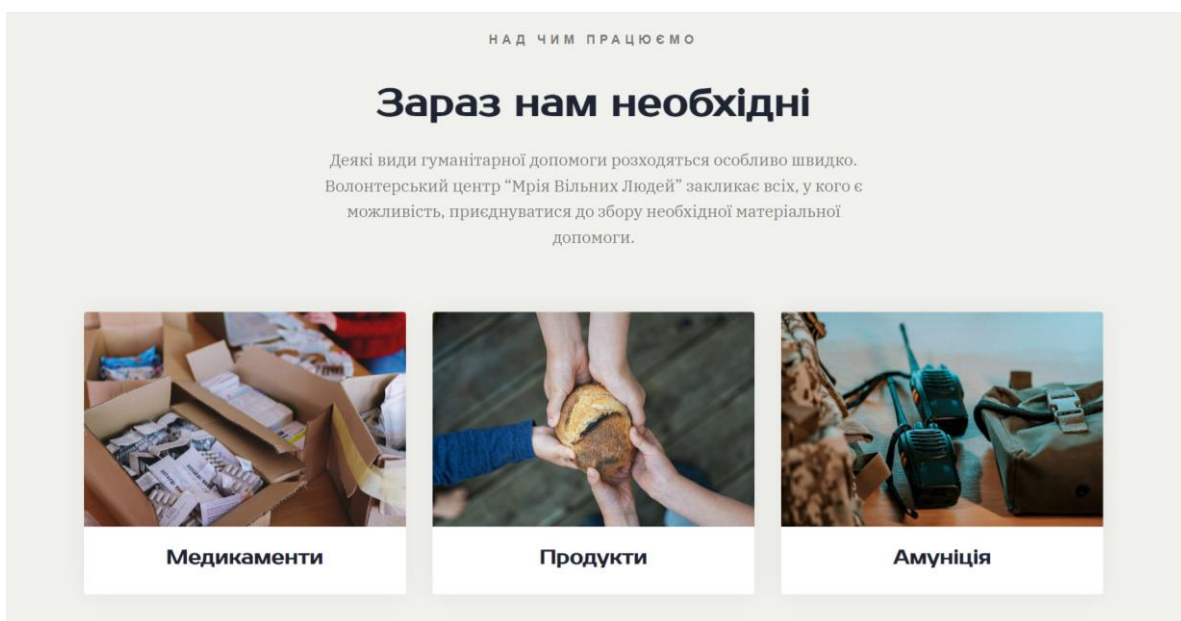 НАД ЧИМ ПРАЦЮЄМО
Зараз нам необхідні
Деякі види гуманітарної допомоги розходяться особливо швидко.
Волонтерський центр “Мрія Вільних Людей” закликає всіх, у кого є
можливість, приєднуватися до збору необхідної матеріальної
допомоги.
Медикаменти
Продукти
Амуніція